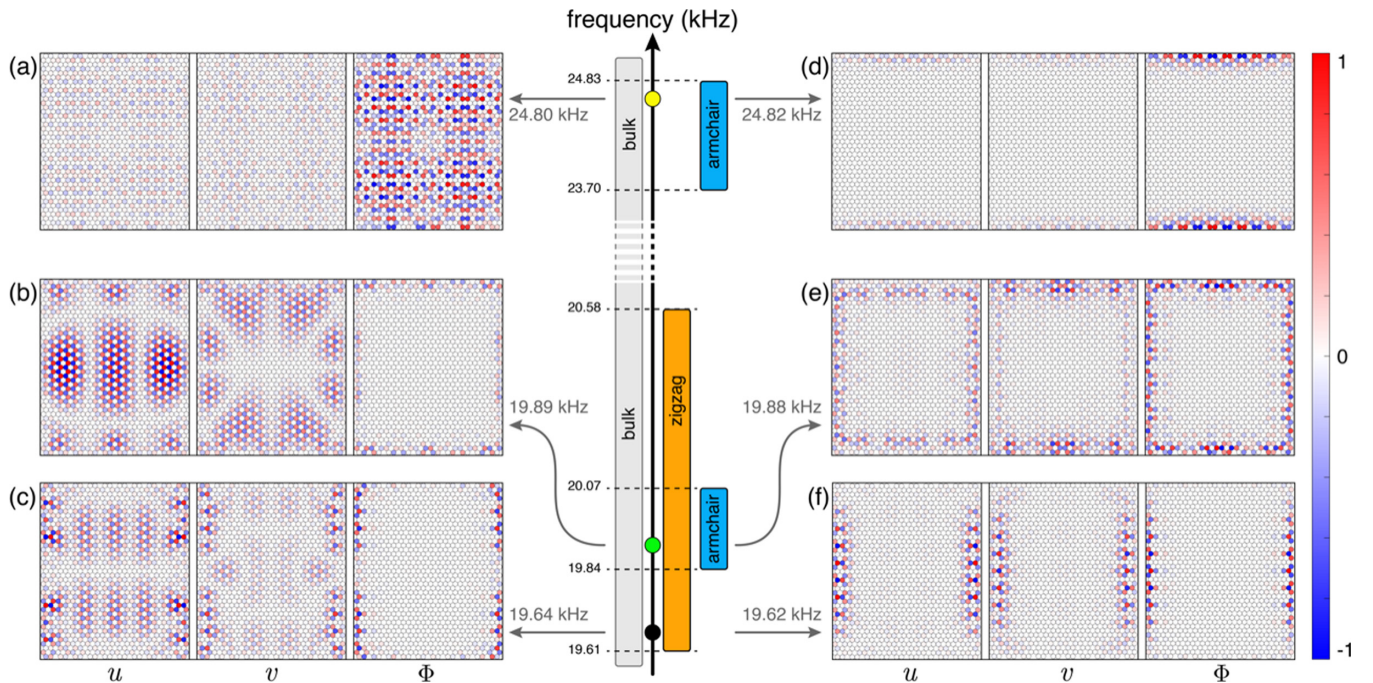 frequency (kHz)
(a)
24.80 kHz
24.83
23.70
bulk
armchair
24.82 kHz
(d)
1
0
-1
(b)
19.89 kHz
20.58
bulk
zigzag
20.07
19.84
armchair
19.88 kHz
(e)
(c)
19.64 kHz
19.61
19.62 kHz
(f)
u v Φ
u v Φ